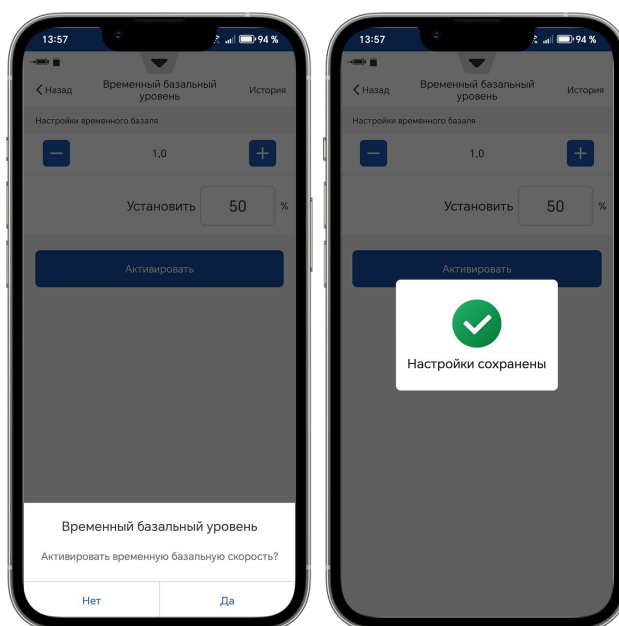 13:57
94 %
Назад
Временный базальный
уровень
История
Настройки временного базаля
1,0
Установить 50 %
Активировать
Временный базальный уровень
Активировать временную базальную скорость?
Нет
Да
13:57
94 %
Назад
Временный базальный
уровень
История
Настройки временного базаля
1,0
Установить 50 %
Активировать
Настройки сохранены